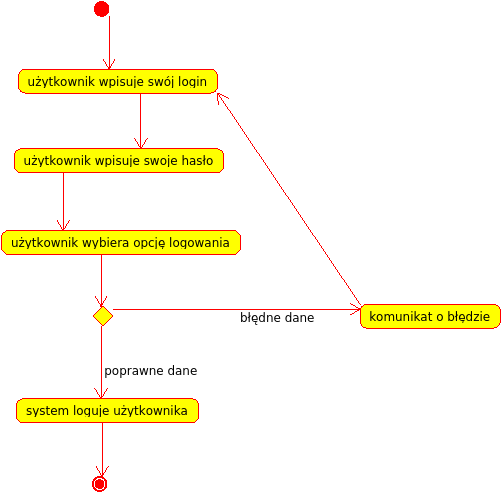 użytkownik wpisuje swój login
użytkownik wpisuje swoje hasło
użytkownik wybiera opcję logowania
błędne dane
komunikat o błędzie
poprawne dane
system loguje użytkownika